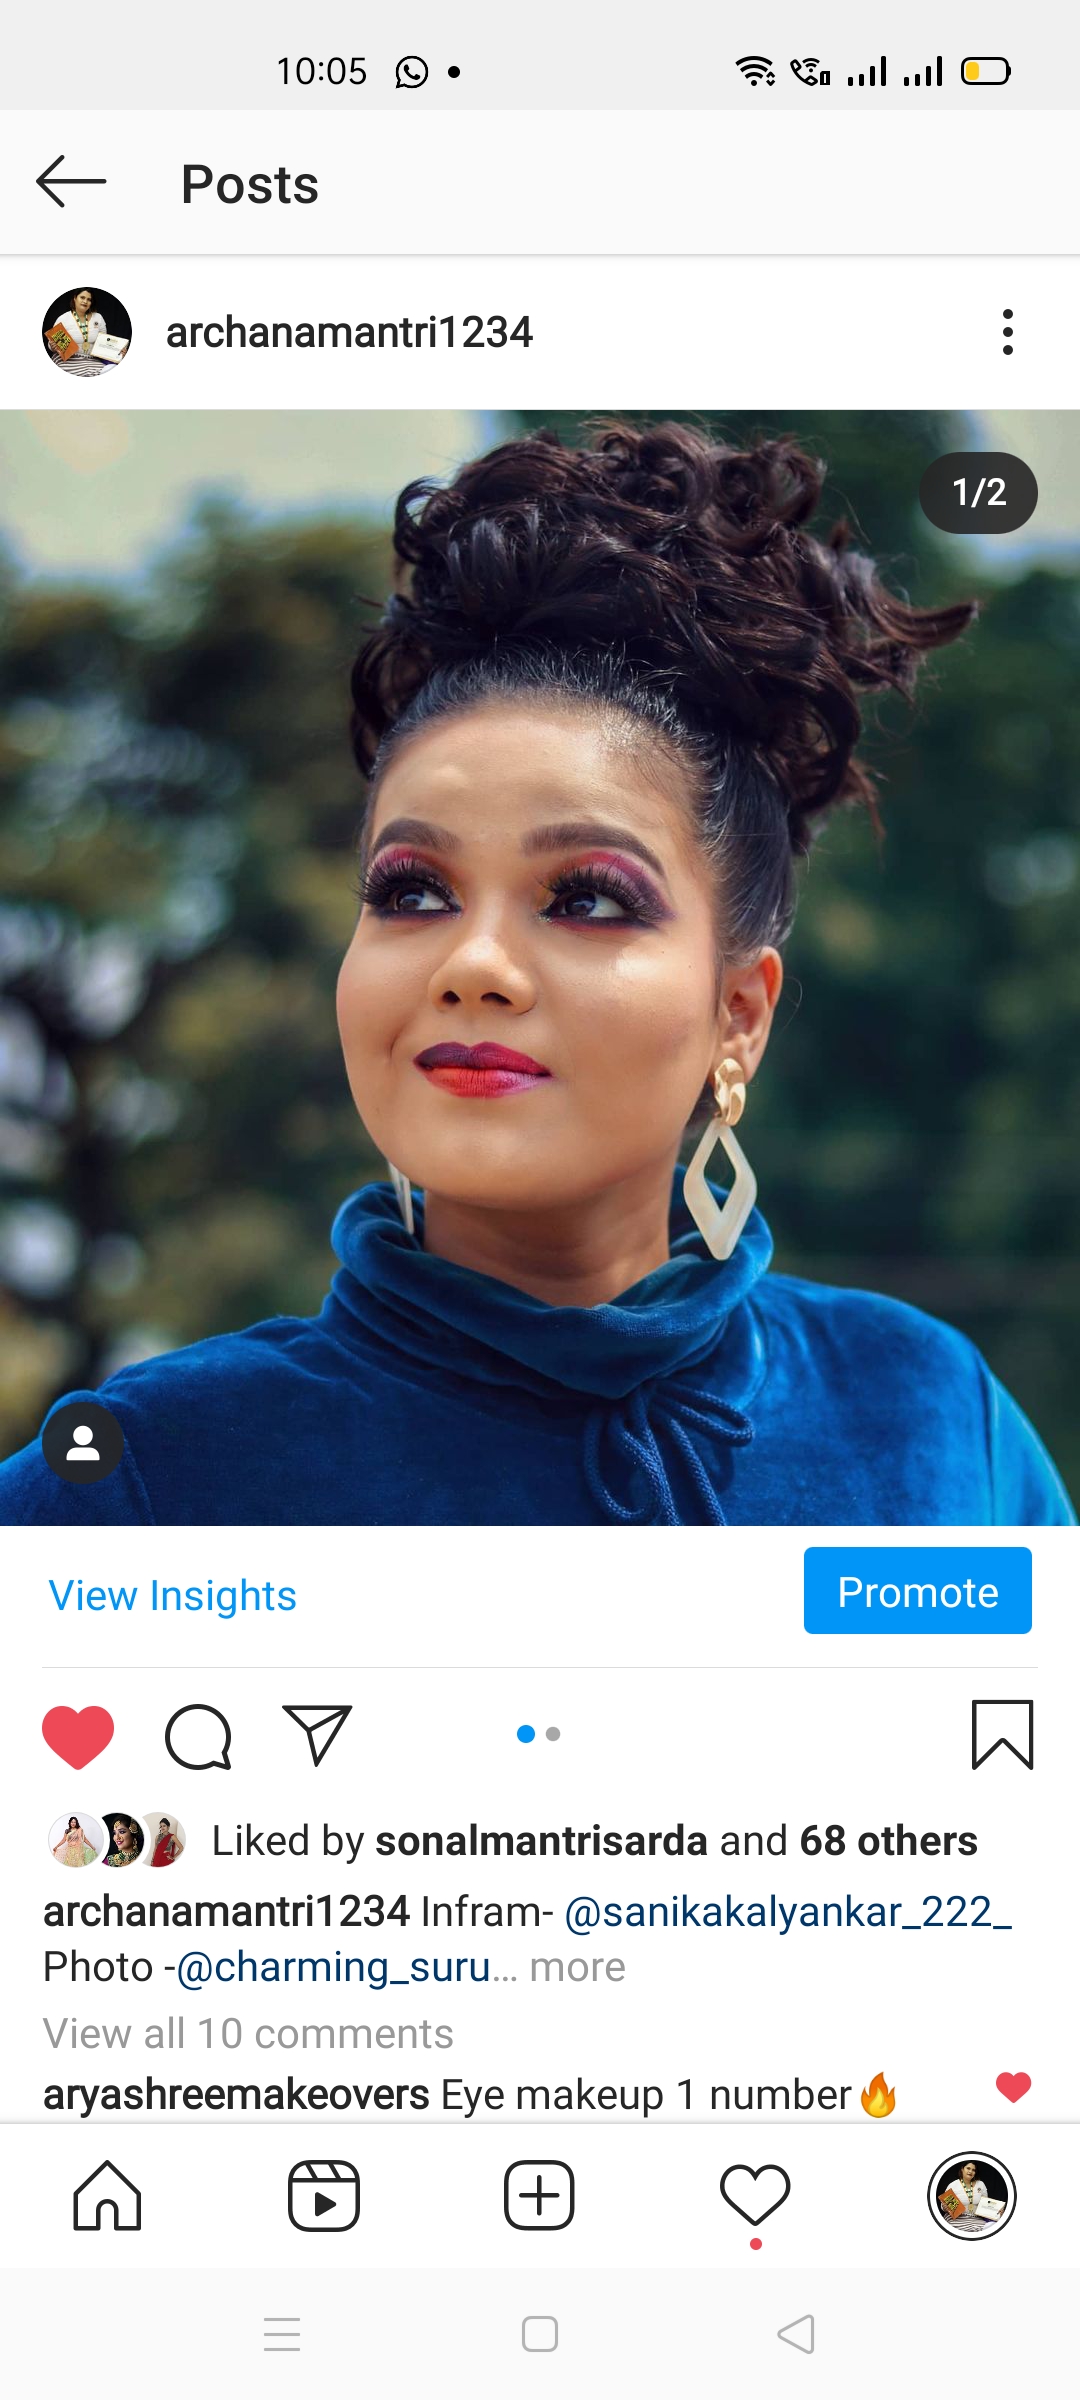 10:05
Posts
archanamantri1234
1/2
View Insights
Promote
Liked by sonalmantrisarda and 68 others
archanamantri1234 Infram- @sanikakalyankar_222_
Photo -@charming_suru... more
View all 10 comments
aryashreemakeovers Eye makeup 1 number🔥